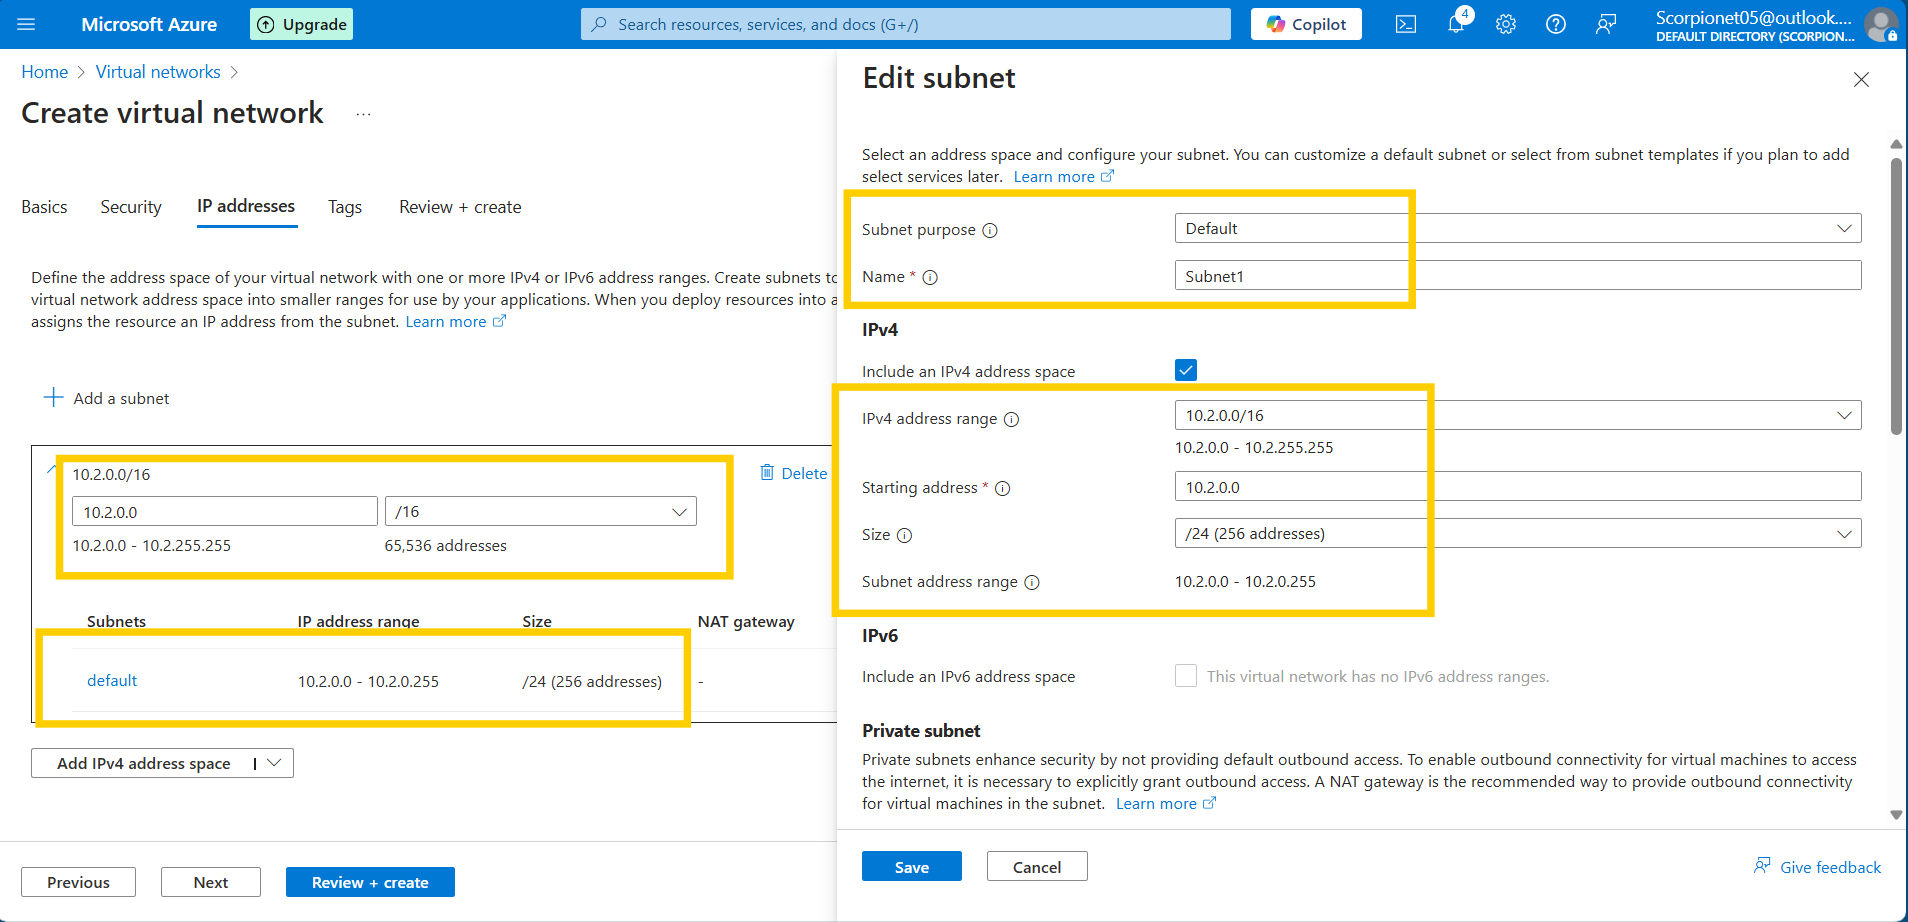 Microsoft Azure
Upgrade
Search resources, services, and docs (G+/)
Copilot
4
Scorpionet05@outlook....
DEFAULT DIRECTORY (SCORPION...
Home > Virtual networks >
Create virtual network ...
Basics Security IP addresses Tags Review + create
Define the address space of your virtual network with one or more IPv4 or IPv6 address ranges. Create subnets to
virtual network address space into smaller ranges for use by your applications. When you deploy resources into a
assigns the resource an IP address from the subnet. Learn more
+ Add a subnet
10.2.0.0/16
Delete
10.2.0.0
/16
10.2.0.0 - 10.2.255.255
65,536 addresses
Subnets IP address range Size NAT gateway
default 10.2.0.0 - 10.2.0.255 /24 (256 addresses) -
Add IPv4 address space |
Previous
Next
Review + create
Edit subnet
Select an address space and configure your subnet. You can customize a default subnet or select from subnet templates if you plan to add
select services later. Learn more
Subnet purpose Default
Name * Subnet1
IPv4
Include an IPv4 address space
IPv4 address range 10.2.0.0/16
10.2.0.0 - 10.2.255.255
Starting address * 10.2.0.0
Size /24 (256 addresses)
Subnet address range 10.2.0.0 - 10.2.0.255
IPv6
Include an IPv6 address space This virtual network has no IPv6 address ranges.
Private subnet
Private subnets enhance security by not providing default outbound access. To enable outbound connectivity for virtual machines to access
the internet, it is necessary to explicitly grant outbound access. A NAT gateway is the recommended way to provide outbound connectivity
for virtual machines in the subnet. Learn more
Save
Cancel
Give feedback